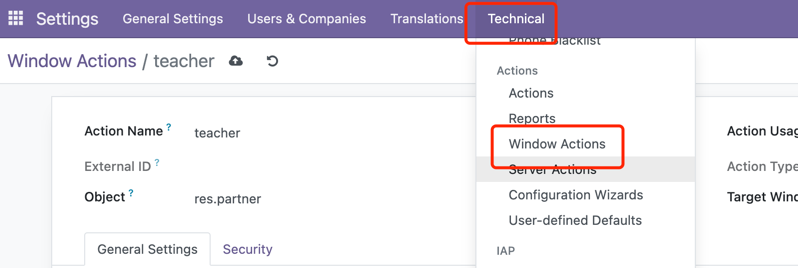 Settings General Settings Users & Companies Translations Technical
Phone Blacklist
Window Actions / teacher
Actions
Actions
Action Name ? teacher
Action Usag
Reports
Window Actions
External ID ?
Action Type
Server Actions
Object ? res.partner
Configuration Wizards
Target Wind
User-defined Defaults
General Settings Security
IAP